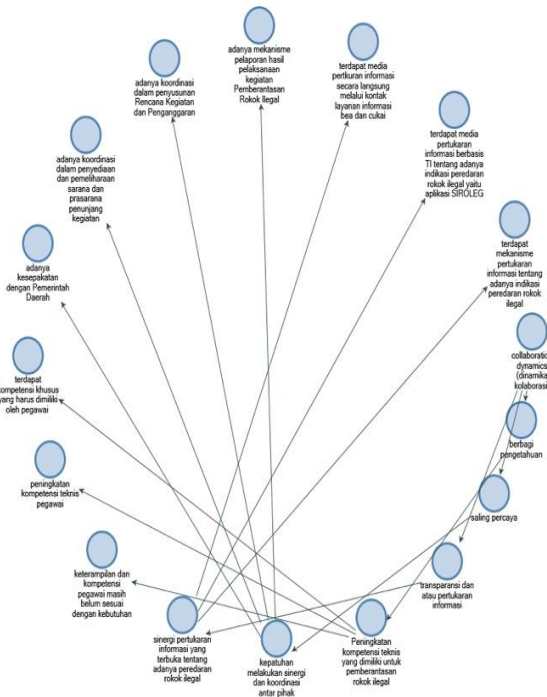 adanya mekanisme
pelaporan hasil
pelaksanaan
kegiatan
Pemberantasan
Rokok Ilegal
terdapat media
pertkuran informasi
secara langsung
melalui kontak
layanan informasi
bea dan cukai
adanya koordinasi
dalam penyusunan
Rencana Kegiatan
dan Penganggaran
terdapat media
pertukaran
informasi berbasis
TI tentang adanya
indikasi peredaran
rokok ilegal yaitu
aplikasi SIROLEG
adanya koordinasi
dalam penyediaan
dan pemeliharaan
sarana dan
prasarana
penunjang
kegiatan
terdapat
mekanisme
pertukaran
informasi tentang
adanya indikasi
peredaran rokok
ilegal
adanya
kesepakatan
dengan Pemerintah
Daerah
collaboratio
dynamics
(dinamika
kolaborasi
terdapat
kompetensi khusus
yang harus dimiliki
oleh pegawai
berbagi
pengetahuan
peningkatan
kompetensi teknis
pegawai
saling percaya
keterampilan dan
kompetensi
pegawai masih
belum sesuai
dengan kebutuhan
transparansi dan
atau pertukaran
informasi
sinergi pertukaran
informasi yang
terbuka tentang
adanya peredaran
rokok ilegal
kepatuhan
melakukan sinergi
dan koordinasi
antar pihak
Peningkatan
kompetensi teknis
yang dimiliki untuk
pemberantasan
rokok ilegal